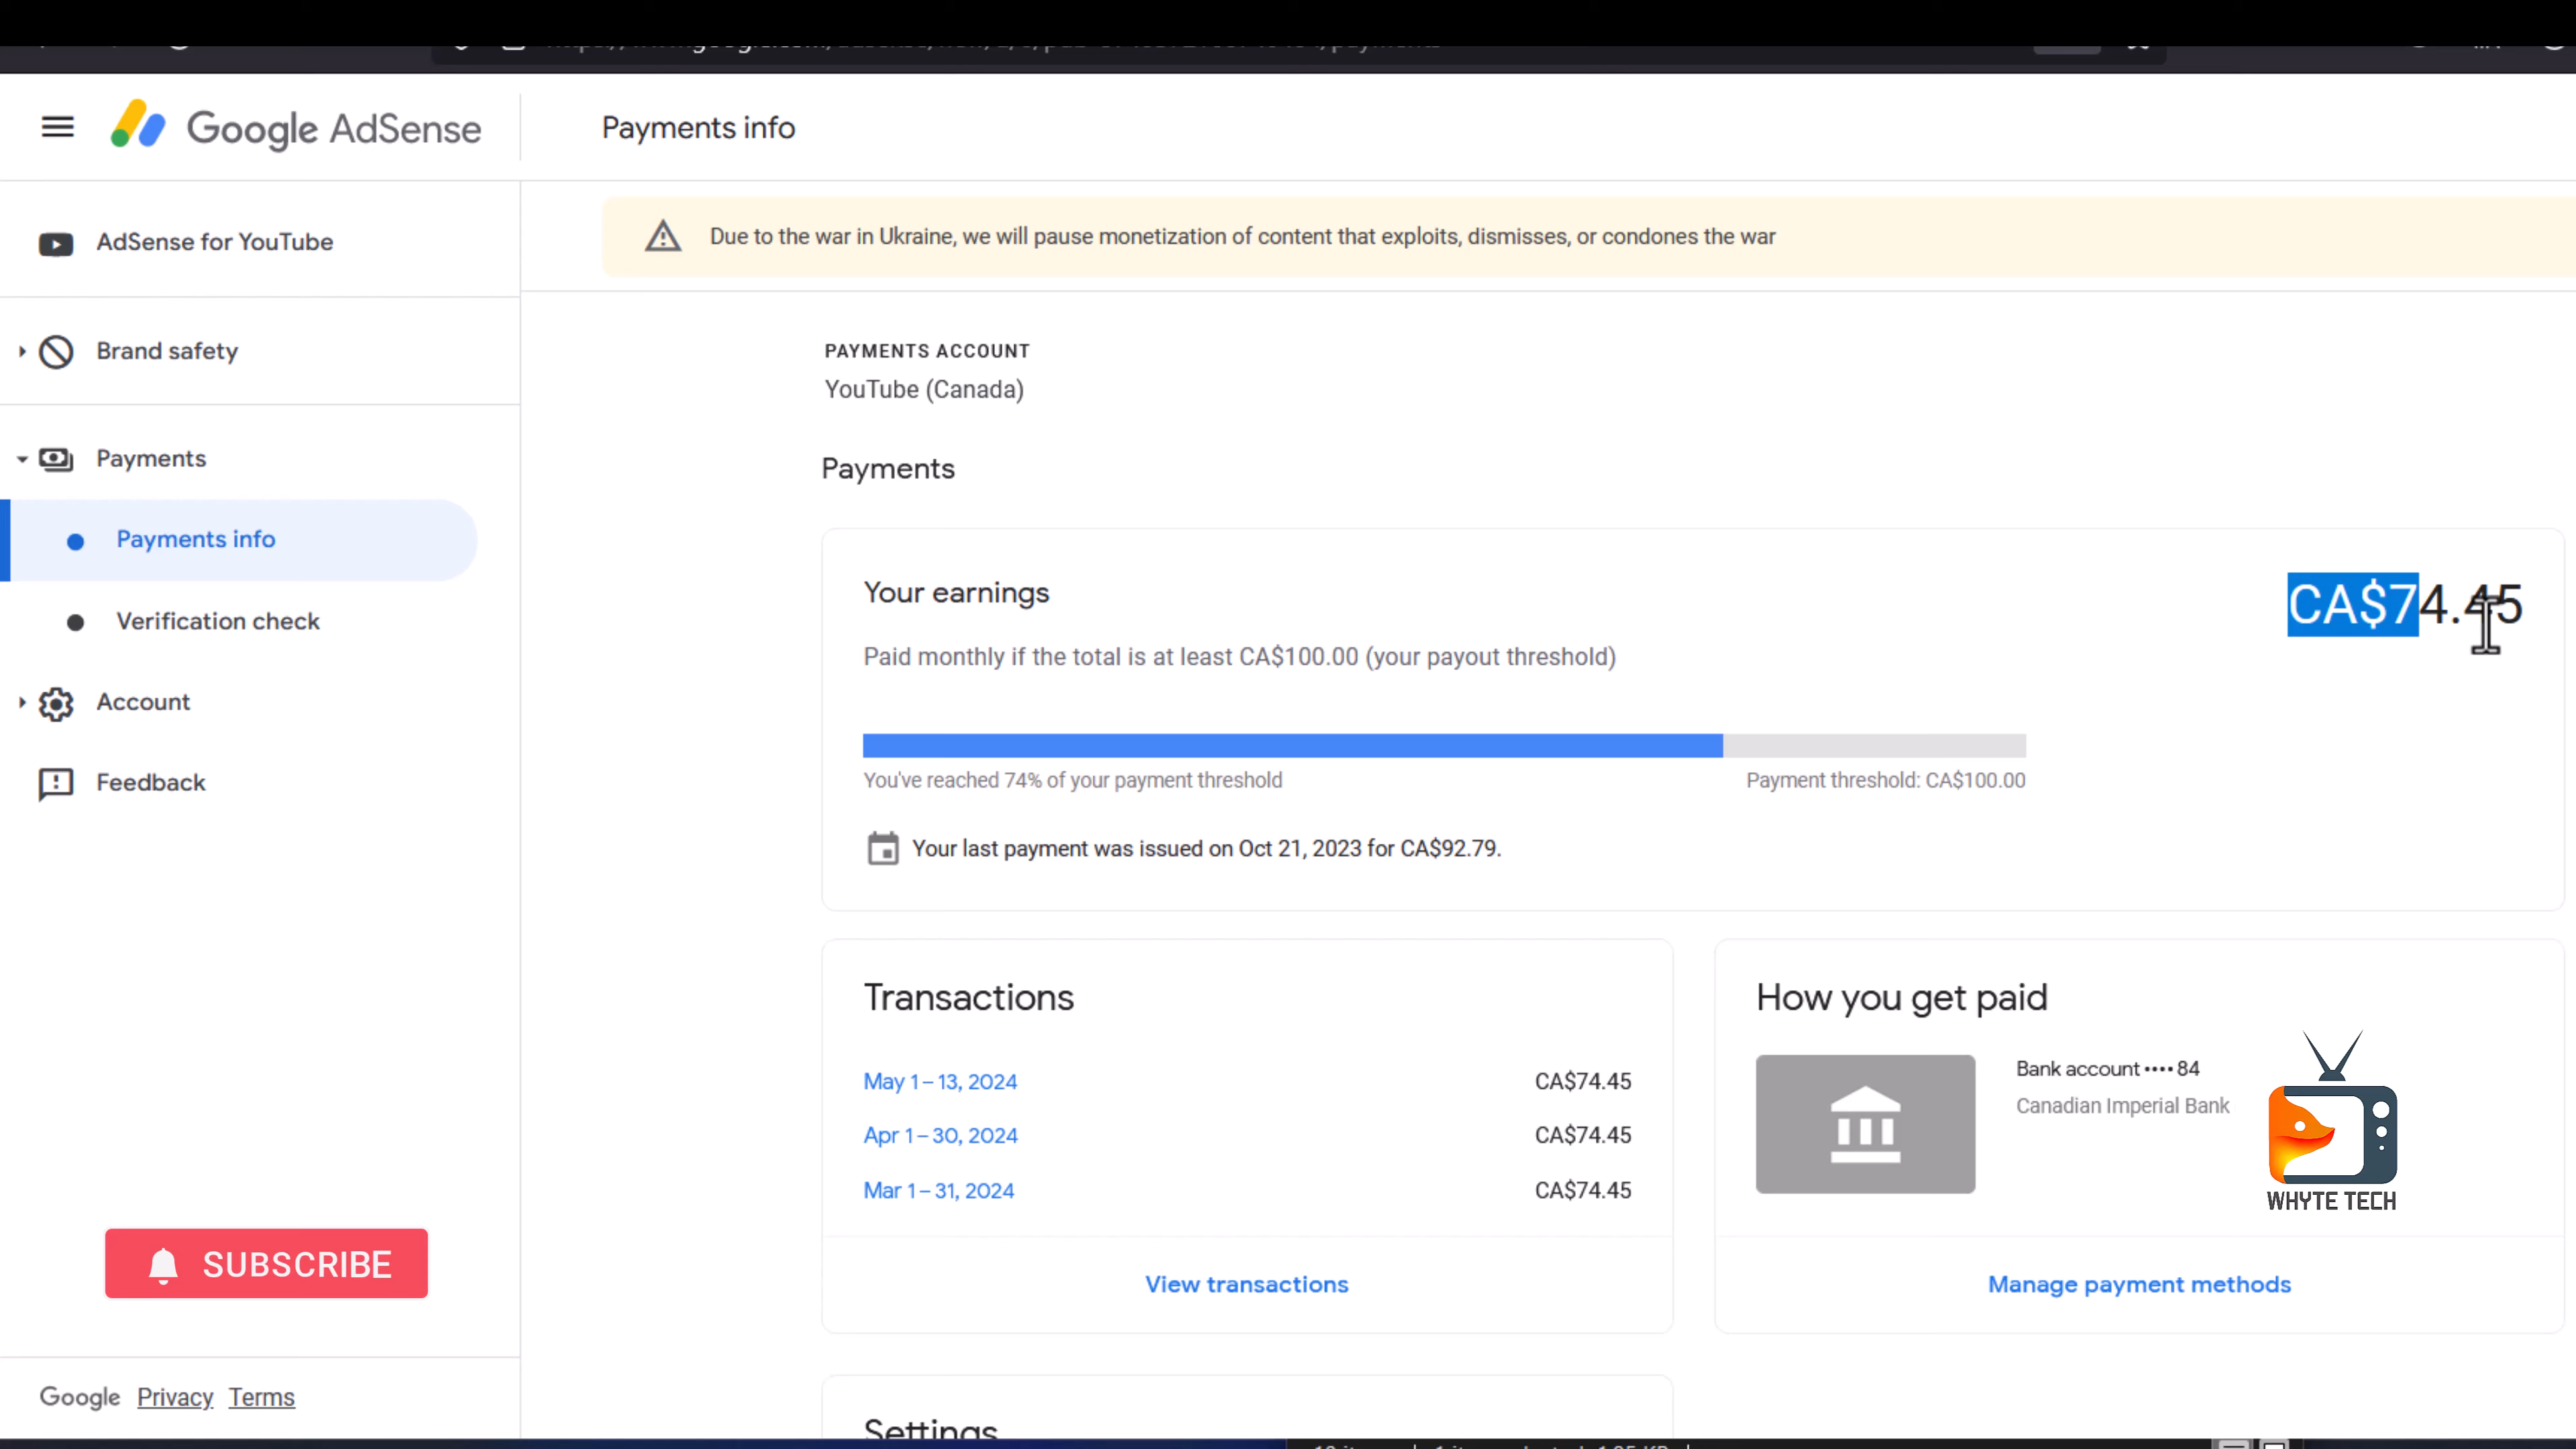 Google AdSense
Payments info
AdSense for YouTube
Brand safety
Payments
Payments info
Verification check
Account
Feedback
SUBSCRIBE
Google Privacy Terms
Due to the war in Ukraine, we will pause monetization of content that exploits, dismisses, or condones the war
PAYMENTS ACCOUNT
YouTube (Canada)
Payments
Your earnings
CA$74.45
Paid monthly if the total is at least CA$100.00 (your payout threshold)
You've reached 74% of your payment threshold
Payment threshold: CA$100.00
Your last payment was issued on Oct 21, 2023 for CA$92.79.
Transactions
May 1 – 13, 2024 CA$74.45
Apr 1 – 30, 2024 CA$74.45
Mar 1 – 31, 2024 CA$74.45
View transactions
How you get paid
Bank account •••• 84
Canadian Imperial Bank
WHYTE TECH
Manage payment methods
Settings